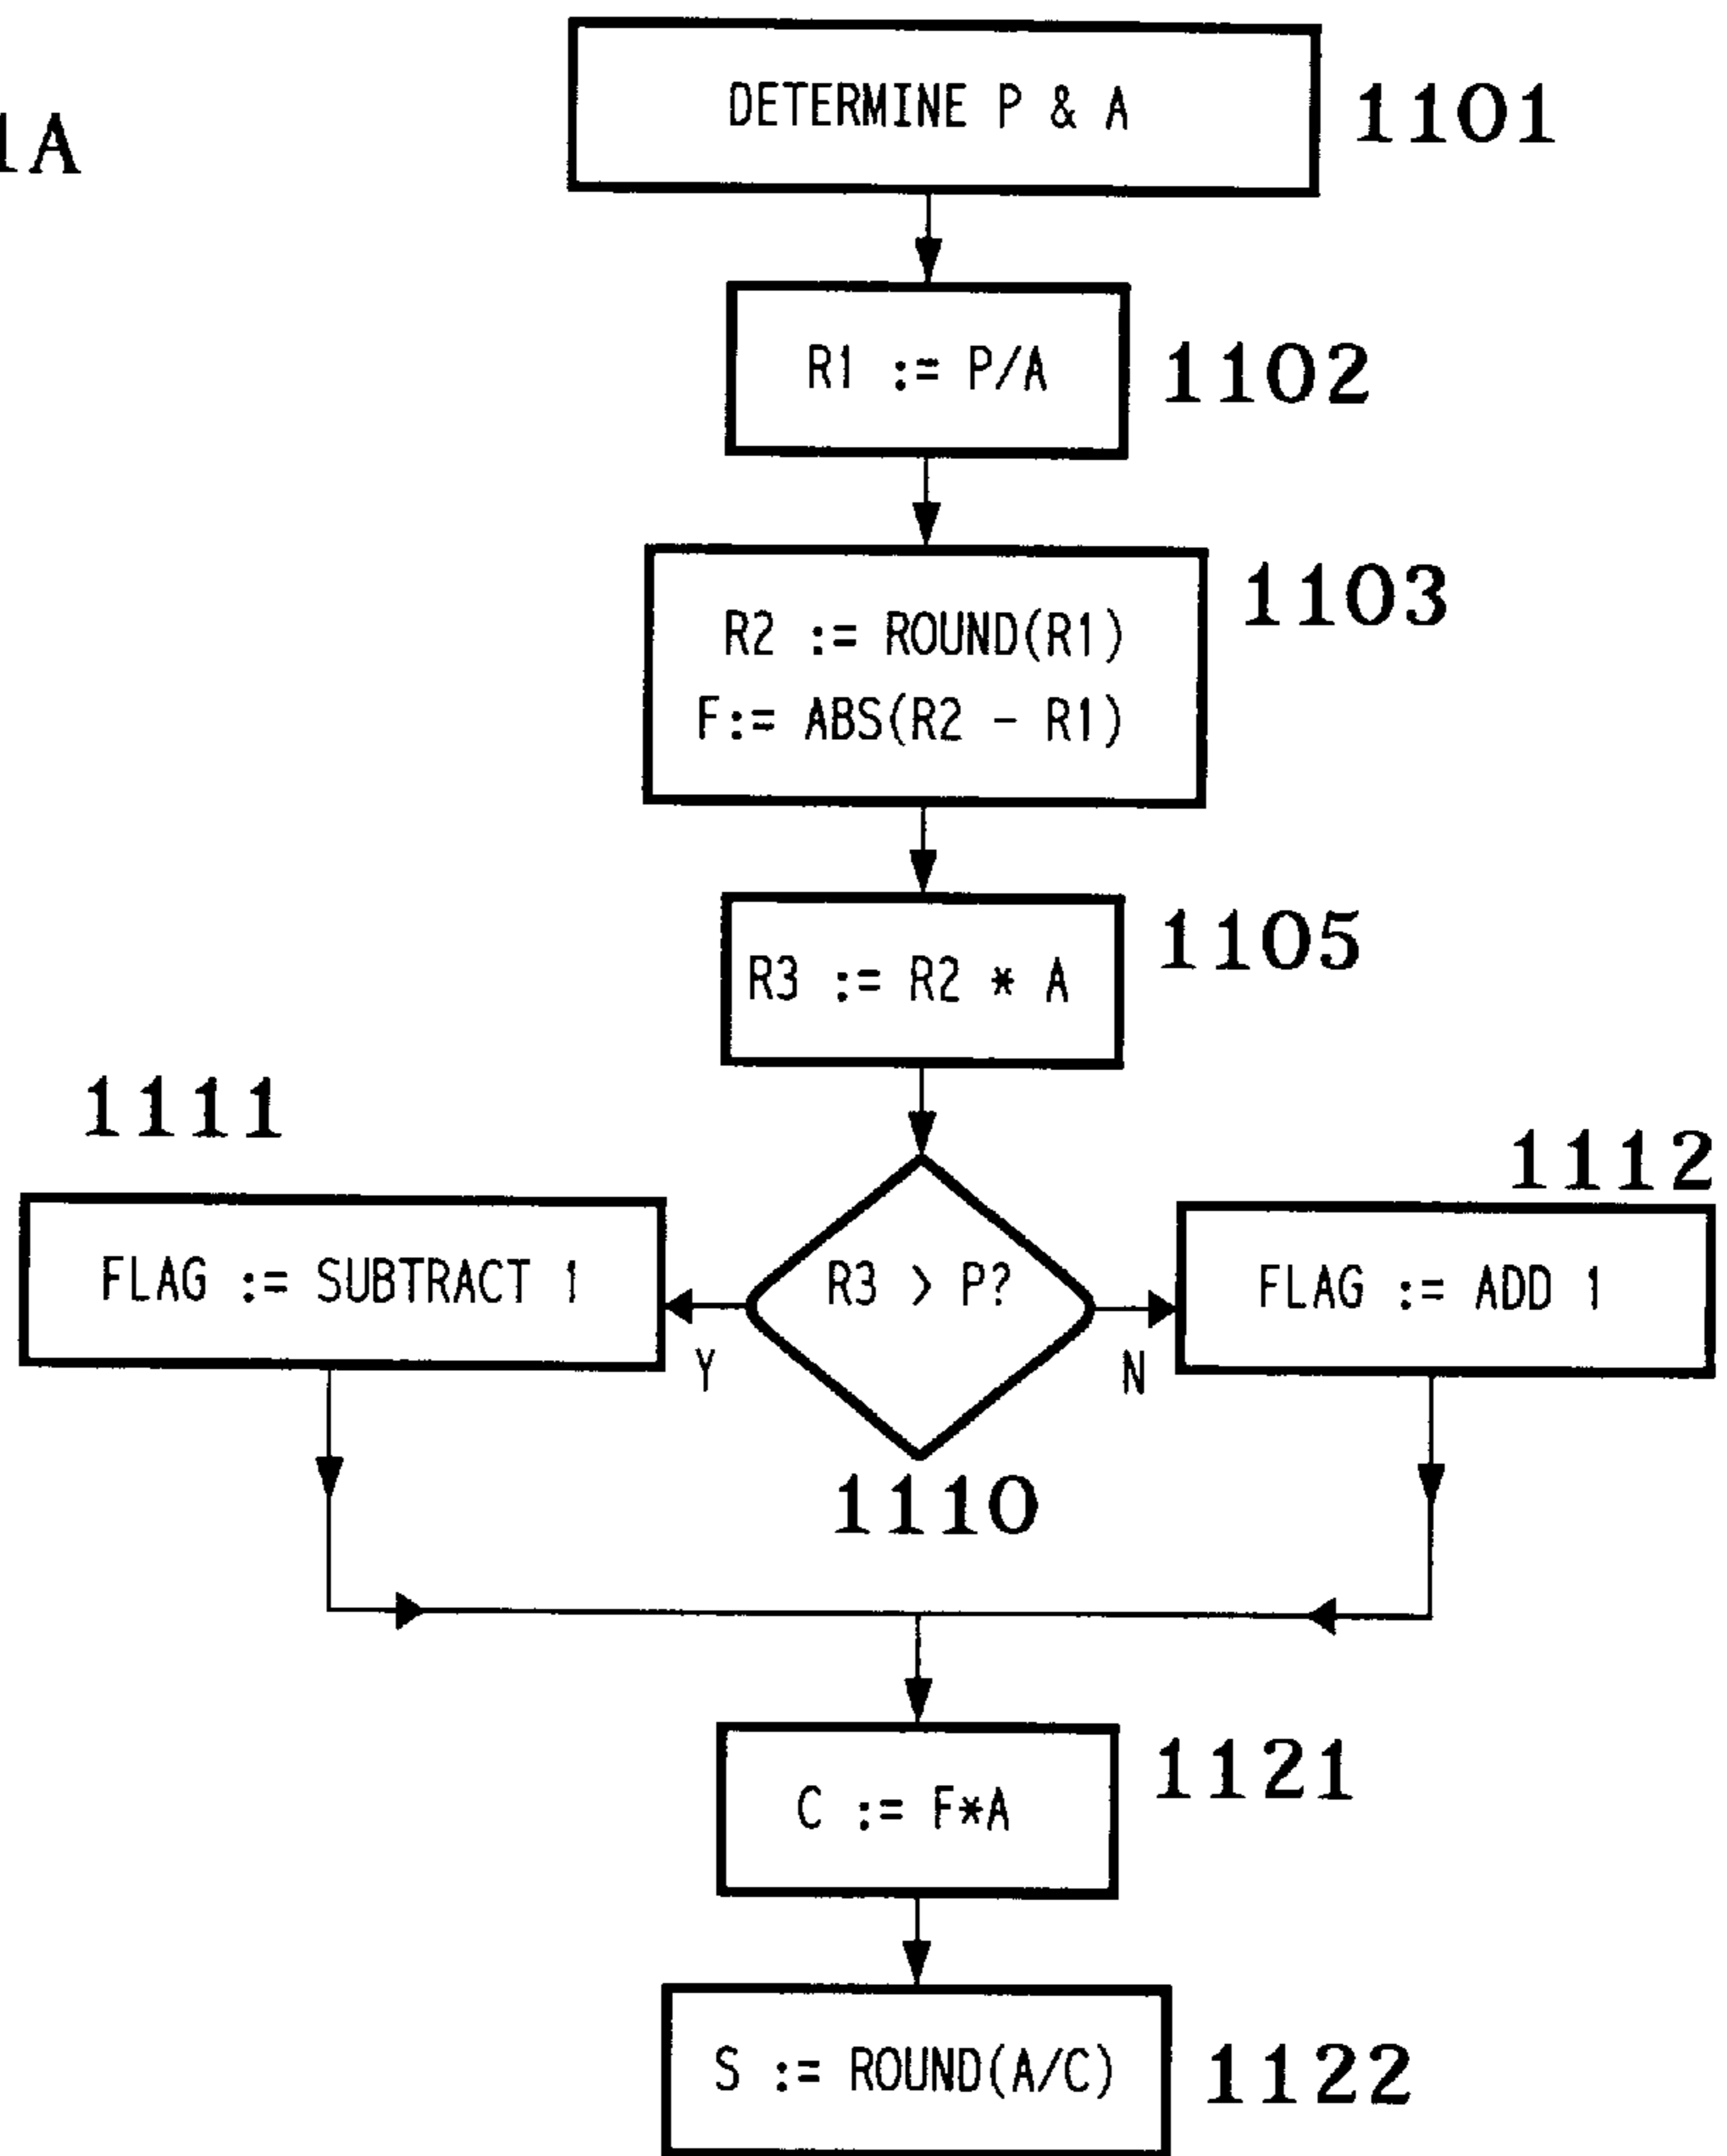 1A
DETERMINE P & A
1101
R1 := P/A
1102
R2 := ROUND(R1)
F:= ABS(R2 - R1)
1103
R3 := R2 * A
1105
1111
1112
FLAG := SUBTRACT 1
R3 > P?
FLAG := ADD 1
Y
N
1110
C := F*A
1121
S := ROUND(A/C)
1122